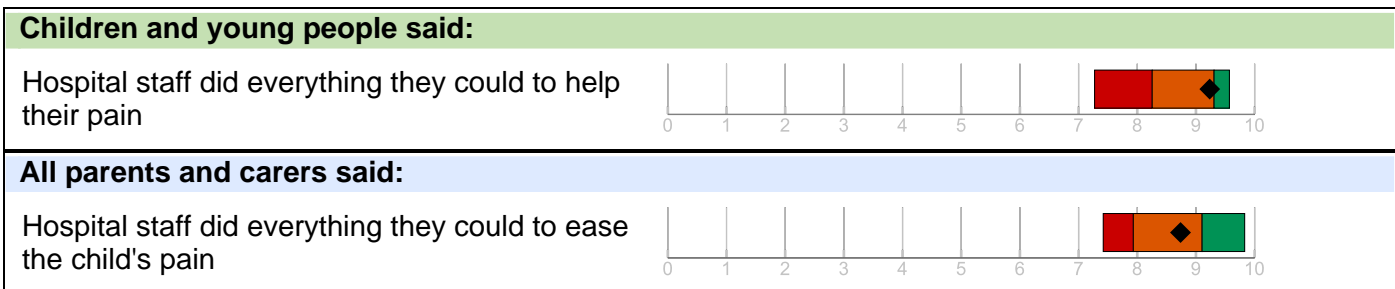 Children and young people said:
Hospital staff did everything they could to help
their pain
0 1 2 3 4 5 6 7 8 9 10
All parents and carers said:
Hospital staff did everything they could to ease
the child's pain
0 1 2 3 4 5 6 7 8 9 10